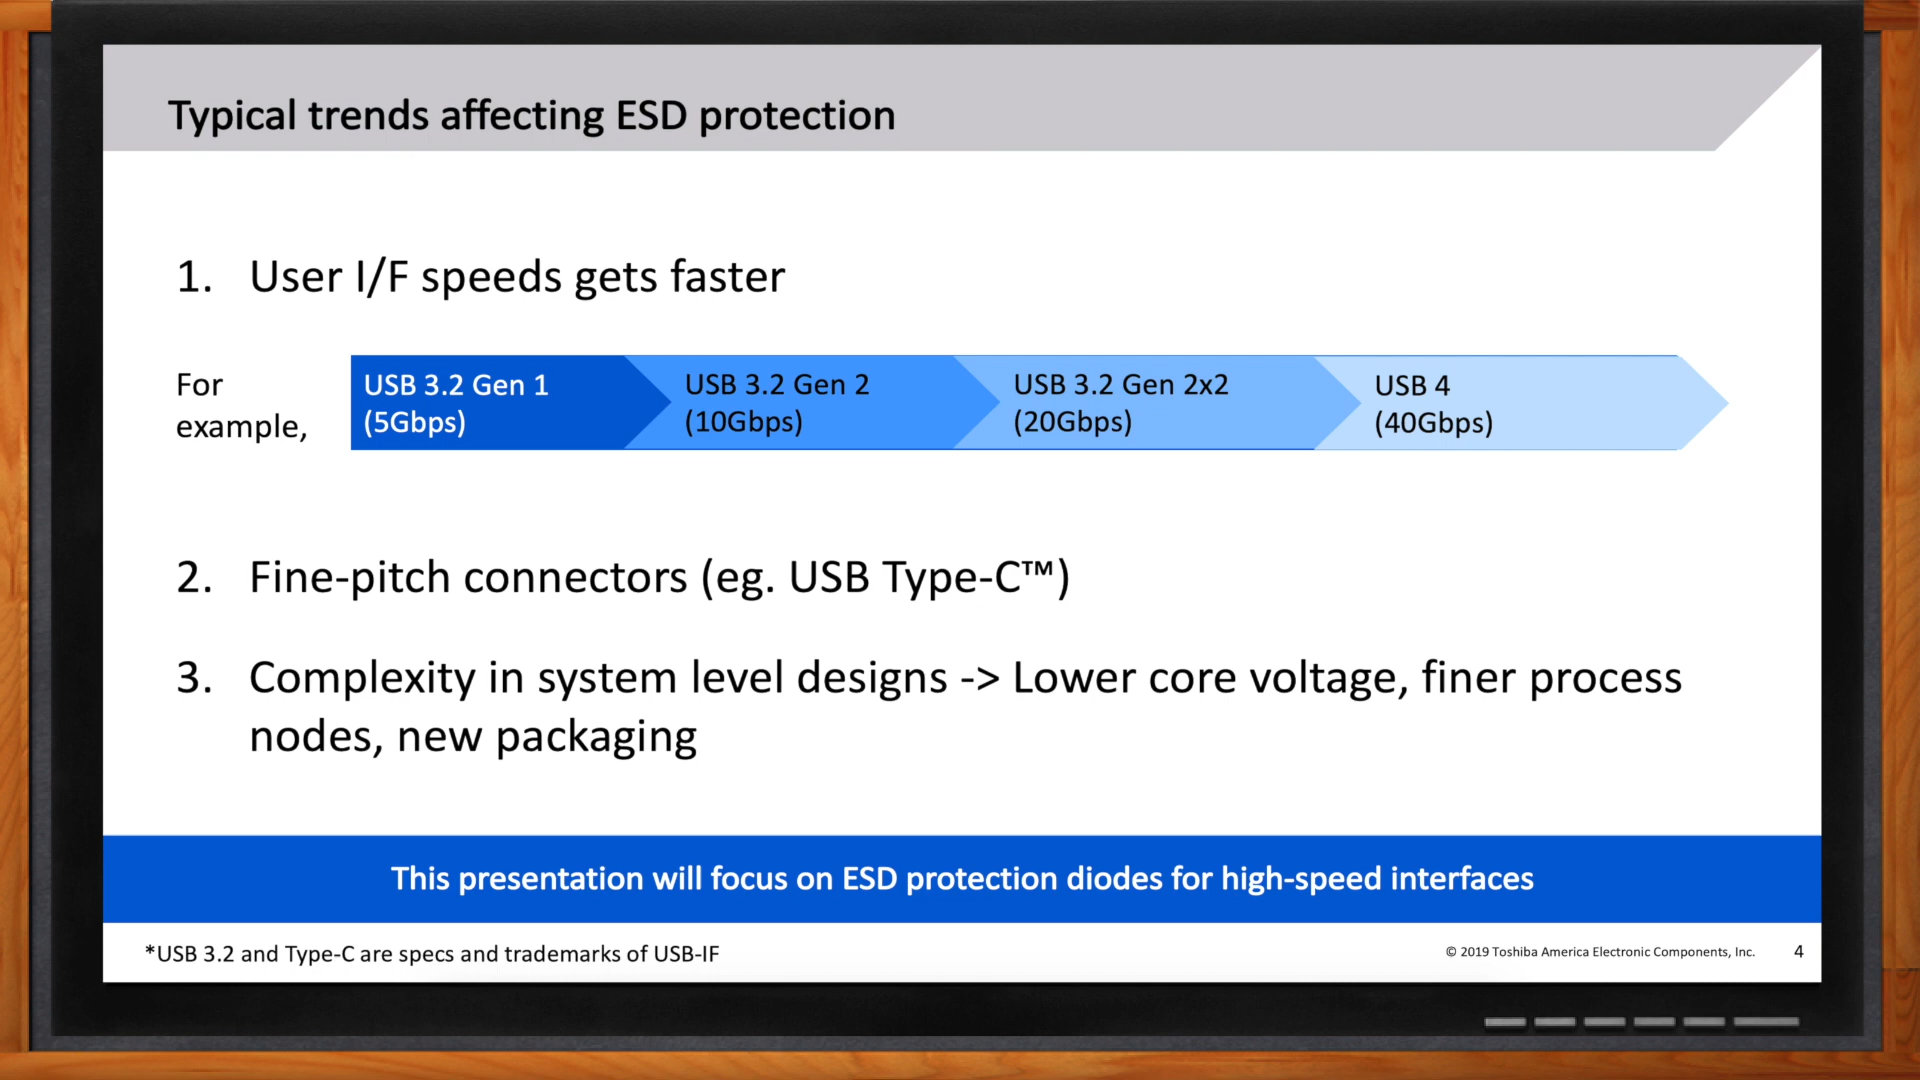 Typical trends affecting ESD protection
1. User I/F speeds gets faster
For
example,
USB 3.2 Gen 1
(5Gbps)
USB 3.2 Gen 2
(10Gbps)
USB 3.2 Gen 2x2
(20Gbps)
USB 4
(40Gbps)
2. Fine-pitch connectors (eg. USB Type-C™)
3. Complexity in system level designs -> Lower core voltage, finer process
nodes, new packaging
This presentation will focus on ESD protection diodes for high-speed interfaces
*USB 3.2 and Type-C are specs and trademarks of USB-IF
© 2019 Toshiba America Electronic Components, Inc. 4